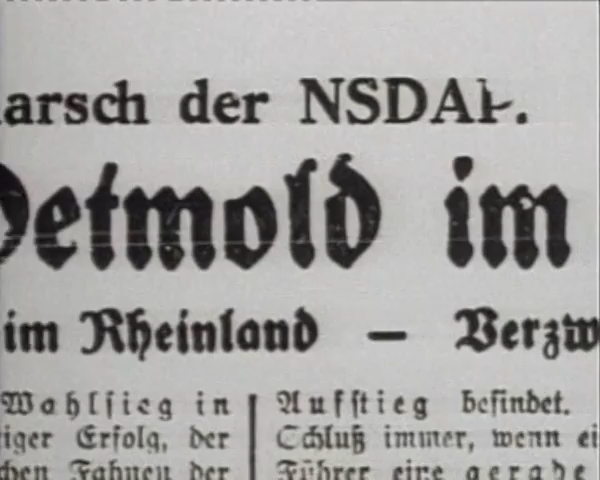 arsch der NSDAP.
Detmold im
im Rheinland — Verzw
Wahlsieg in
iger Erfolg, der
chen Fahnen der
Aufstieg befindet.
Schluß immer, wenn ei
Führer eine gerade